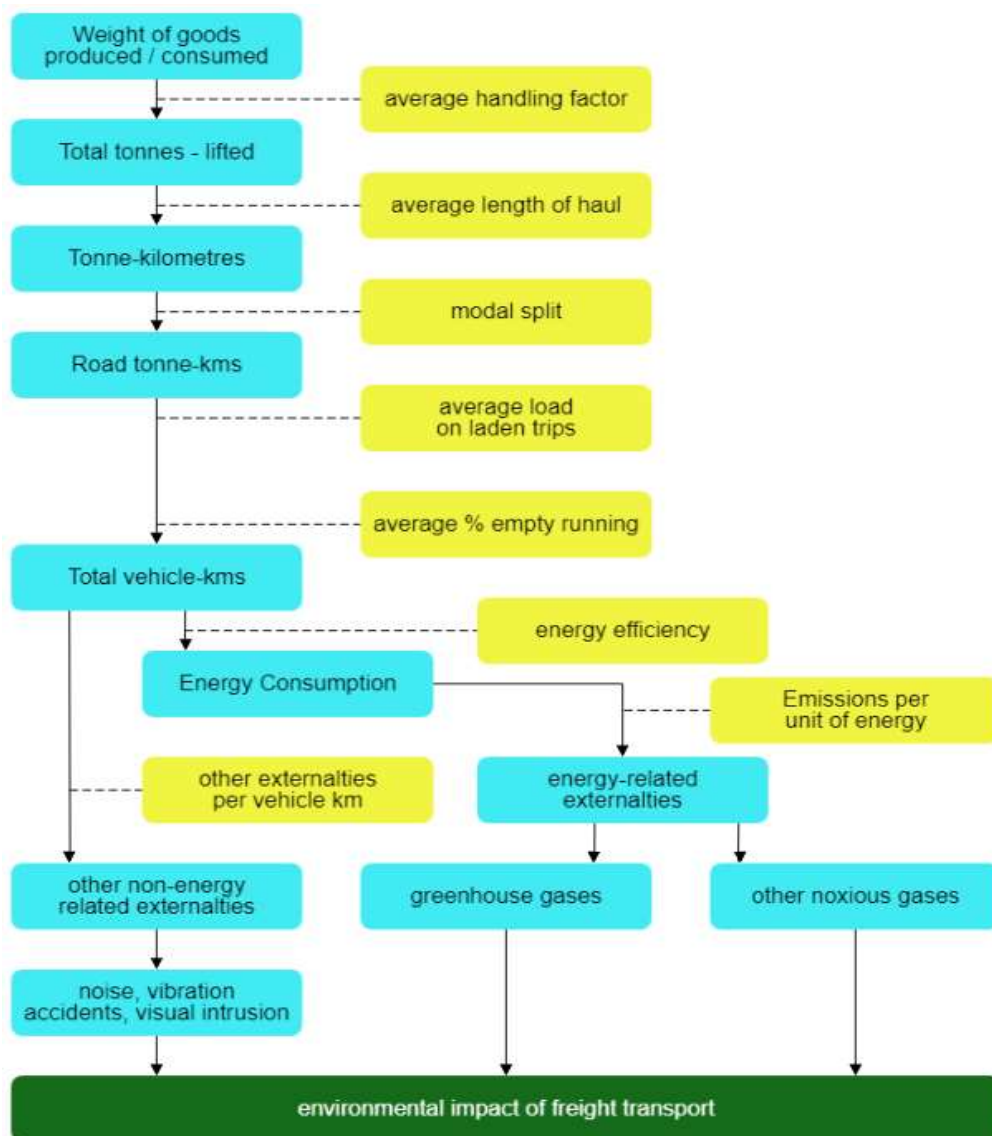 Weight of goods
produced / consumed
average handling factor
Total tonnes - lifted
average length of haul
Tonne-kilometres
modal split
Road tonne-kms
average load
on laden trips
average % empty running
Total vehicle-kms
energy efficiency
Energy Consumption
Emissions per
unit of energy
other externalties
per vehicle km
energy-related
externalties
other non-energy
related externalties
greenhouse gases
other noxious gases
noise, vibration
accidents, visual intrusion
environmental impact of freight transport